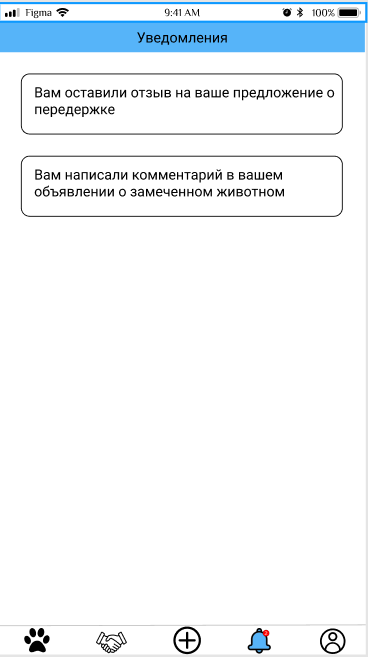 Figma 9:41 AM 100%
Уведомления
Вам оставили отзыв на ваше предложение о
передержке
Вам написали комментарий в вашем
объявлении о замеченном животном